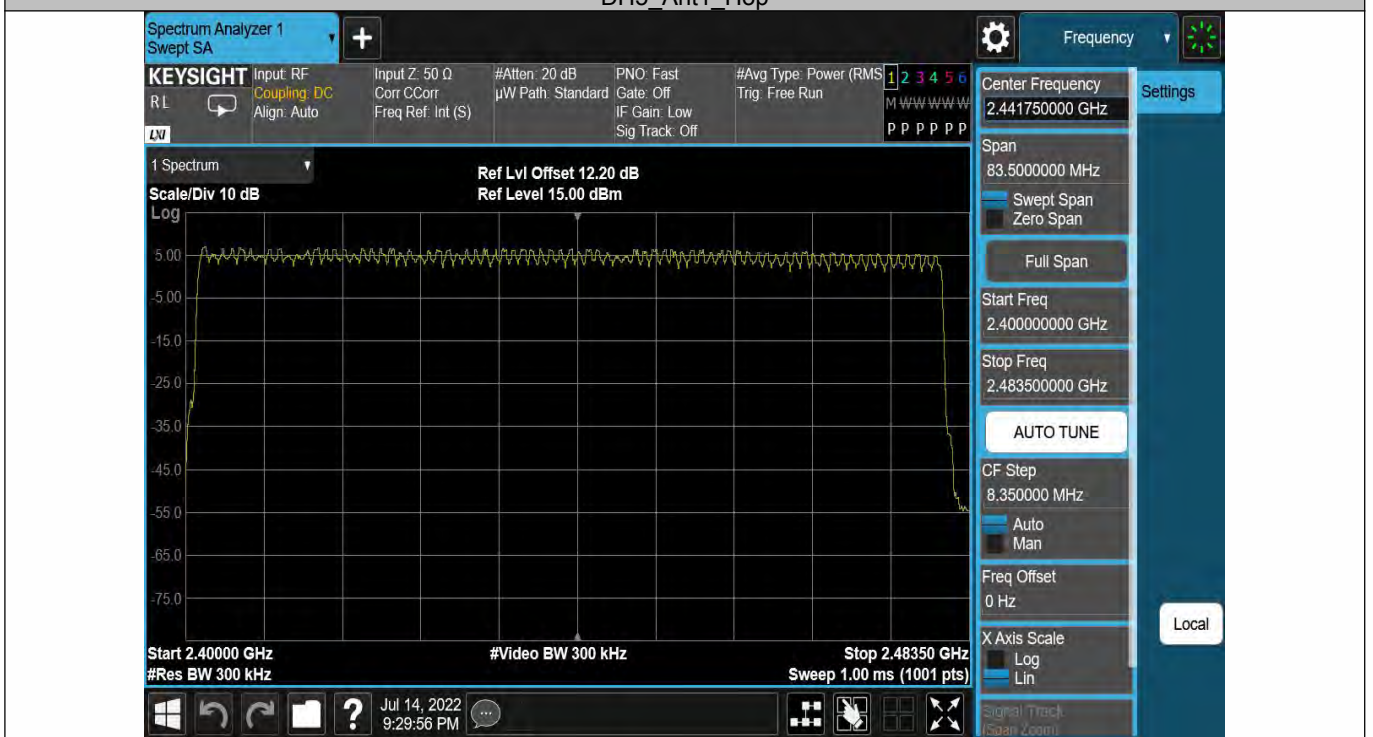 Spectrum Analyzer 1
Swept SA
+
Frequency
KEYSIGHT
RL
LXI
Input: RF
Coupling: DC
Align: Auto
Input Z: 50 Ω
Corr CCorr
Freq Ref: Int (S)
#Atten: 20 dB
µW Path: Standard
PNO: Fast
Gate: Off
IF Gain: Low
Sig Track: Off
#Avg Type: Power (RMS
Trig: Free Run
1 2 3 4 5 6
M W W W W W
P P P P P P
Center Frequency
2.441750000 GHz
Settings
1 Spectrum
Ref Lvl Offset 12.20 dB
Scale/Div 10 dB
Ref Level 15.00 dBm
Log
5.00
-5.00
-15.0
-25.0
-35.0
-45.0
-55.0
-65.0
-75.0
Start 2.40000 GHz
#Video BW 300 kHz
Stop 2.48350 GHz
#Res BW 300 kHz
Sweep 1.00 ms (1001 pts)
Span
83.5000000 MHz
Swept Span
Zero Span
Full Span
Start Freq
2.400000000 GHz
Stop Freq
2.483500000 GHz
AUTO TUNE
CF Step
8.350000 MHz
Auto
Man
Freq Offset
0 Hz
X Axis Scale
Log
Lin
Local
Signal Track
(Span Zoom)
?
Jul 14, 2022
9:29:56 PM